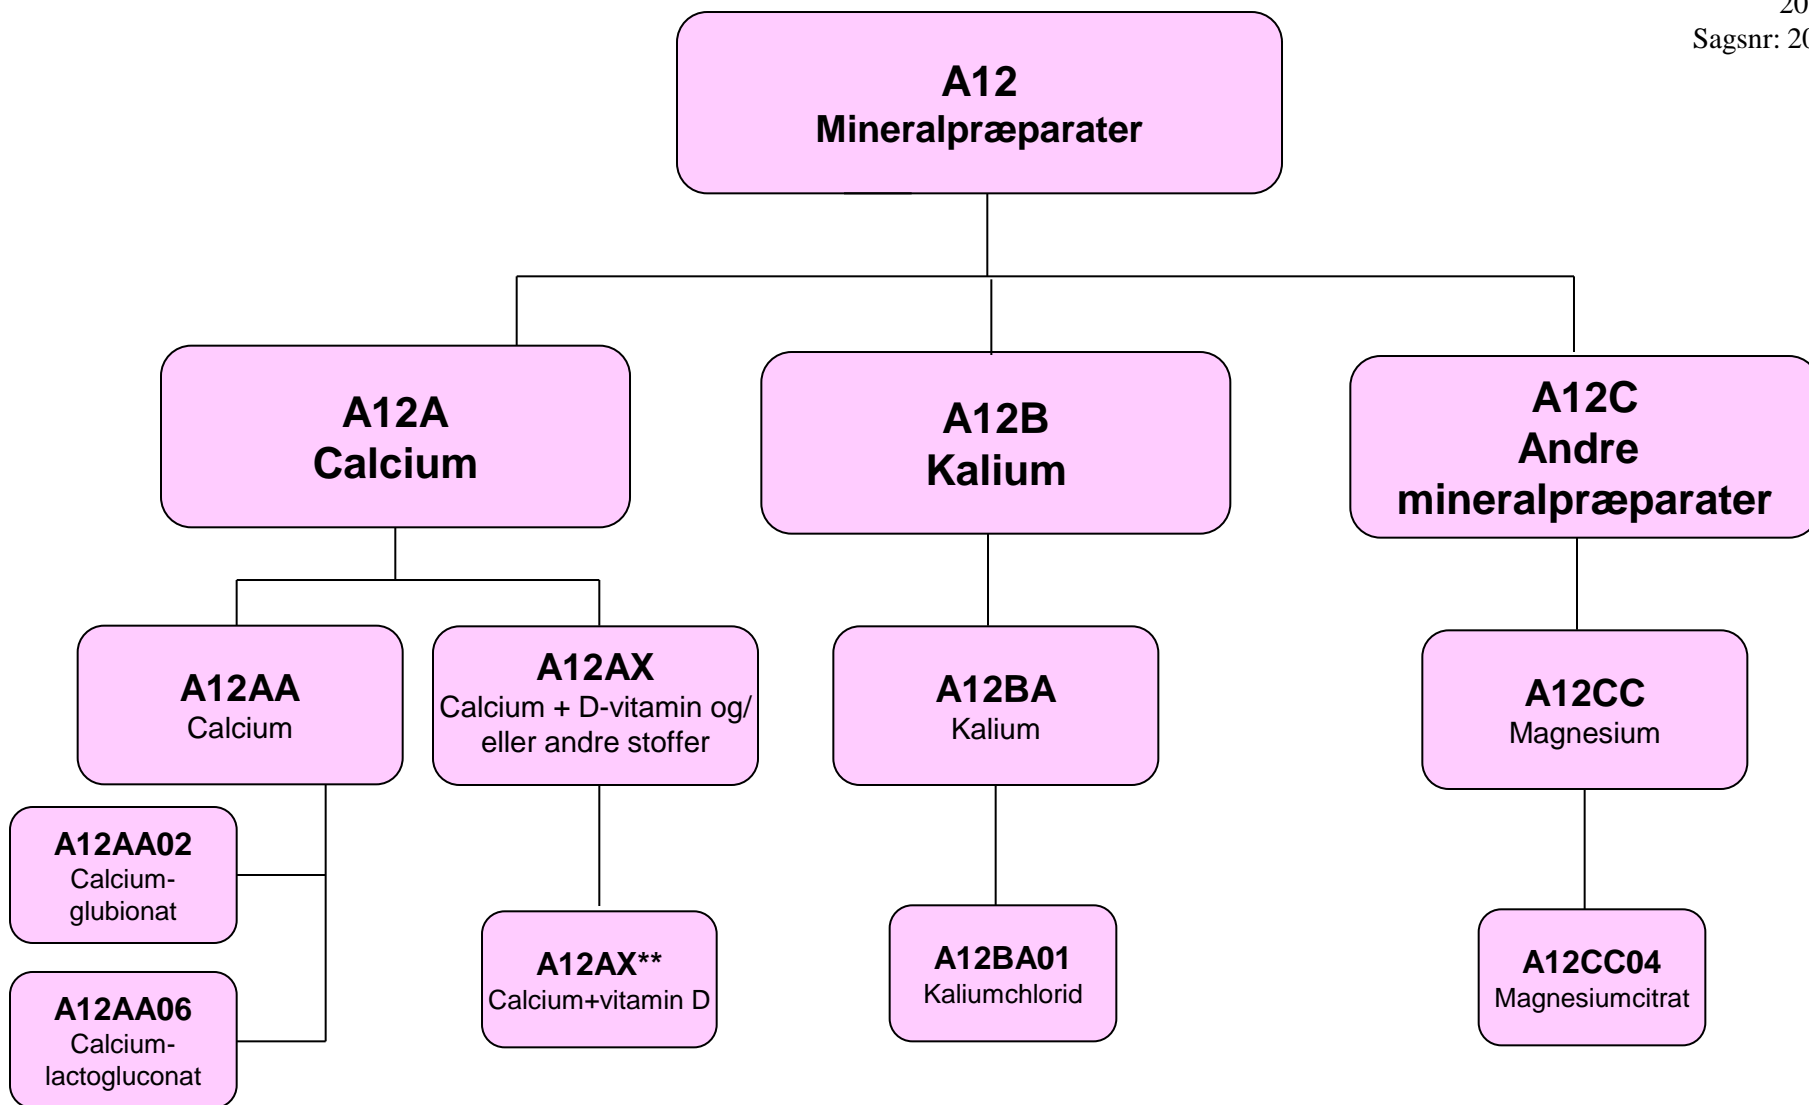 20
Sagsnr: 20
A12
Mineralpræparater
A12A
Calcium
A12B
Kalium
A12C
Andre
mineralpræparater
A12AA
Calcium
A12AX
Calcium + D-vitamin og/
eller andre stoffer
A12BA
Kalium
A12CC
Magnesium
A12AA02
Calcium-
glubionat
A12AX**
Calcium+vitamin D
A12BA01
Kaliumchlorid
A12CC04
Magnesiumcitrat
A12AA06
Calcium-
lactogluconat